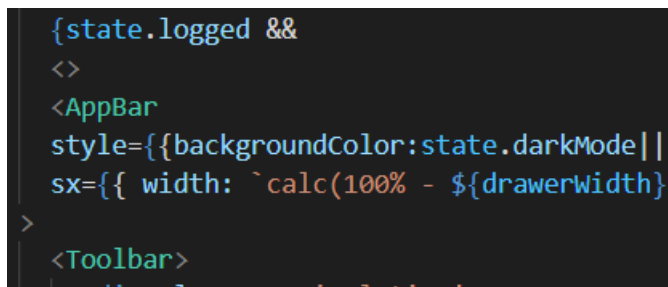 {state.logged &&
<>
<AppBar
style={{backgroundColor:state.darkMode||
sx={{ width: `calc(100% - ${drawerWidth}
>
<Toolbar>